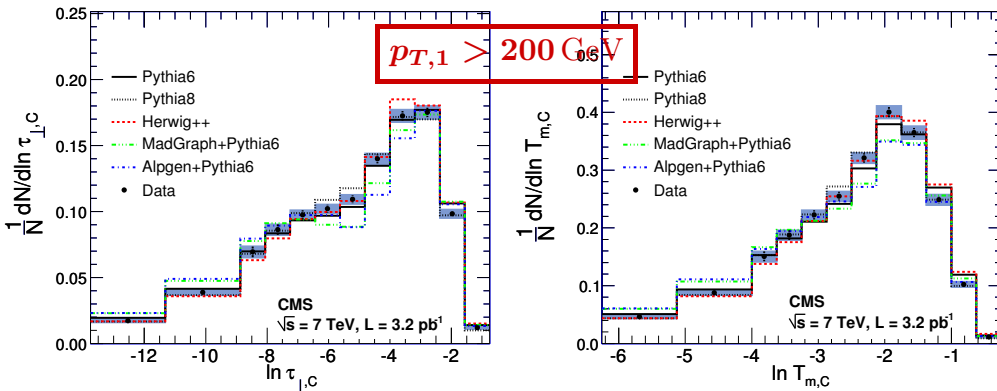 p_{T,1} > 200 GeV
0.25
0.20
0.15
0.10
0.05
0.00
1/N dN/dln τ_{⊥,C}
Pythia6
Pythia8
Herwig++
MadGraph+Pythia6
Alpgen+Pythia6
Data
CMS
√s = 7 TeV, L = 3.2 pb⁻¹
-12 -10 -8 -6 -4 -2
ln τ_{⊥,C}
0.5
0.4
0.3
0.2
0.1
0.0
1/N dN/dln T_{m,C}
Pythia6
Pythia8
Herwig++
MadGraph+Pythia6
Alpgen+Pythia6
Data
CMS
√s = 7 TeV, L = 3.2 pb⁻¹
-6 -5 -4 -3 -2 -1
ln T_{m,C}